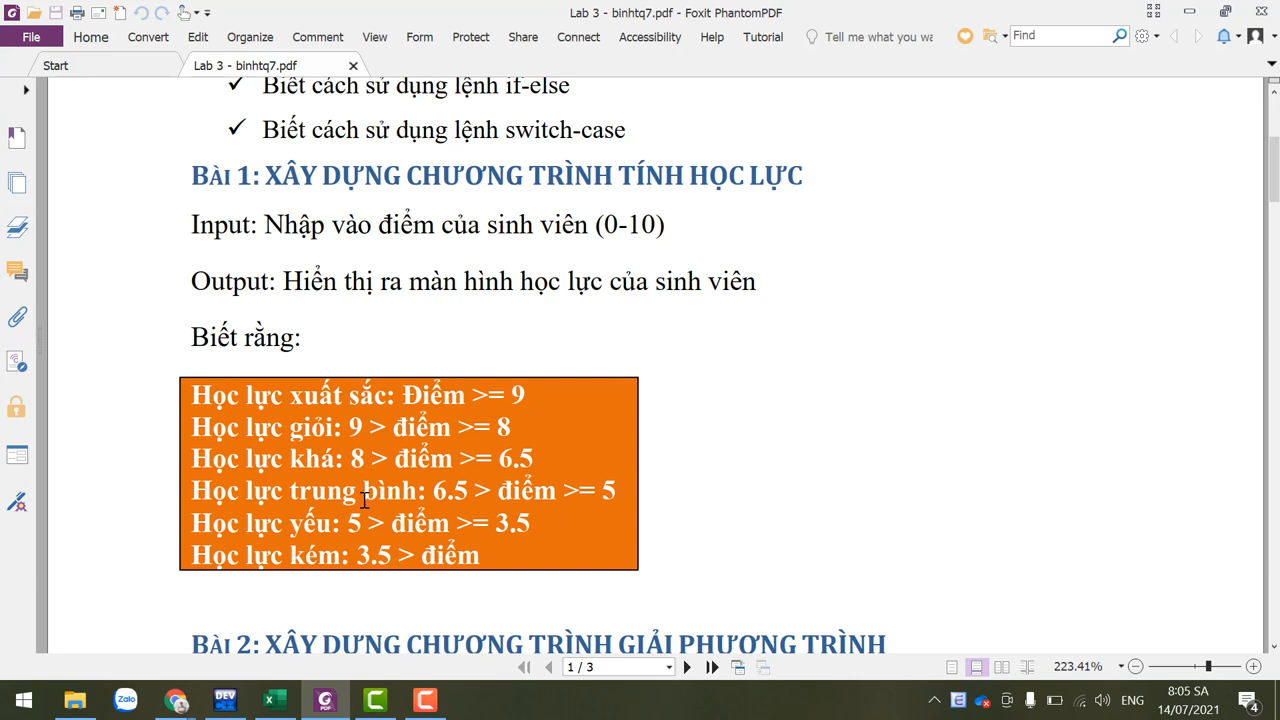 Lab 3 - binhtq7.pdf - Foxit PhantomPDF
File Home Convert Edit Organize Comment View Form Protect Share Connect Accessibility Help Tutorial Tell me what you wa Find
Start Lab 3 - binhtq7.pdf
✓ Biết cách sử dụng lệnh if-else
✓ Biết cách sử dụng lệnh switch-case
BÀI 1: XÂY DỰNG CHƯƠNG TRÌNH TÍNH HỌC LỰC
Input: Nhập vào điểm của sinh viên (0-10)
Output: Hiển thị ra màn hình học lực của sinh viên
Biết rằng:
Học lực xuất sắc: Điểm >= 9
Học lực giỏi: 9 > điểm >= 8
Học lực khá: 8 > điểm >= 6.5
Học lực trung bình: 6.5 > điểm >= 5
Học lực yếu: 5 > điểm >= 3.5
Học lực kém: 3.5 > điểm
BÀI 2: XÂY DỰNG CHƯƠNG TRÌNH GIẢI PHƯƠNG TRÌNH
1 / 3 223.41%
Zalo DEV PDF ENG 8:05 SA
14/07/2021 4